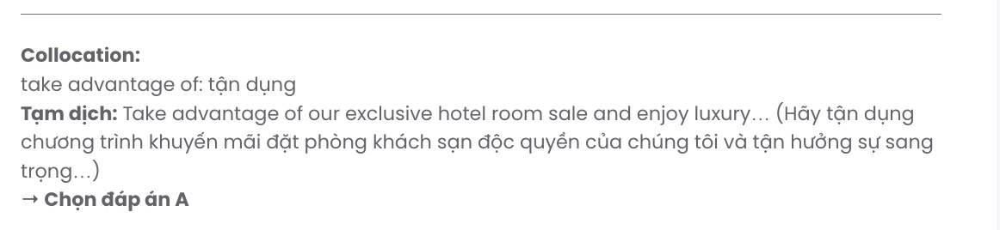 Collocation:
take advantage of: tận dụng
Tạm dịch: Take advantage of our exclusive hotel room sale and enjoy luxury… (Hãy tận dụng
chương trình khuyến mãi đặt phòng khách sạn độc quyền của chúng tôi và tận hưởng sự sang
trọng…)
→ Chọn đáp án A